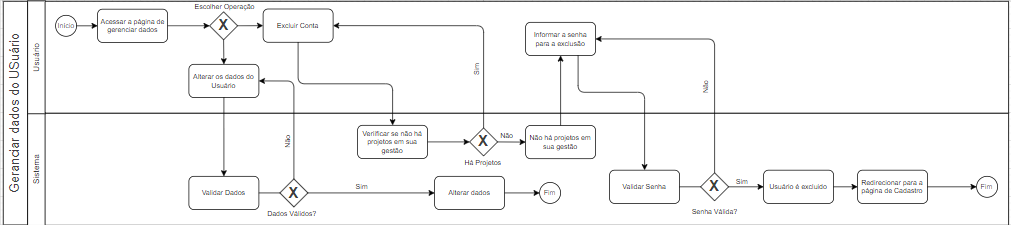 Geranciar dados do USuário
Usuário
Sistema
Início
Acessar a página de
gerenciar dados
Escolher Operação
X
Excluir Conta
Alterar os dados do
Usuário
Informar a senha
para a exclusão
Sim
Não
Não
Verificar se não há
projetos em sua
gestão
X
Há Projetos
Não
Não há projetos em
sua gestão
Validar Dados
X
Dados Válidos?
Sim
Alterar dados
Fim
Validar Senha
X
Senha Válida?
Sim
Usuário é excluido
Redirecionar para a
página de Cadastro
Fim